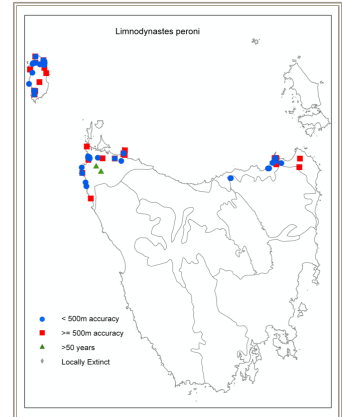 Limnodynastes peroni
< 500m accuracy
>= 500m accuracy
>50 years
Locally Extinct